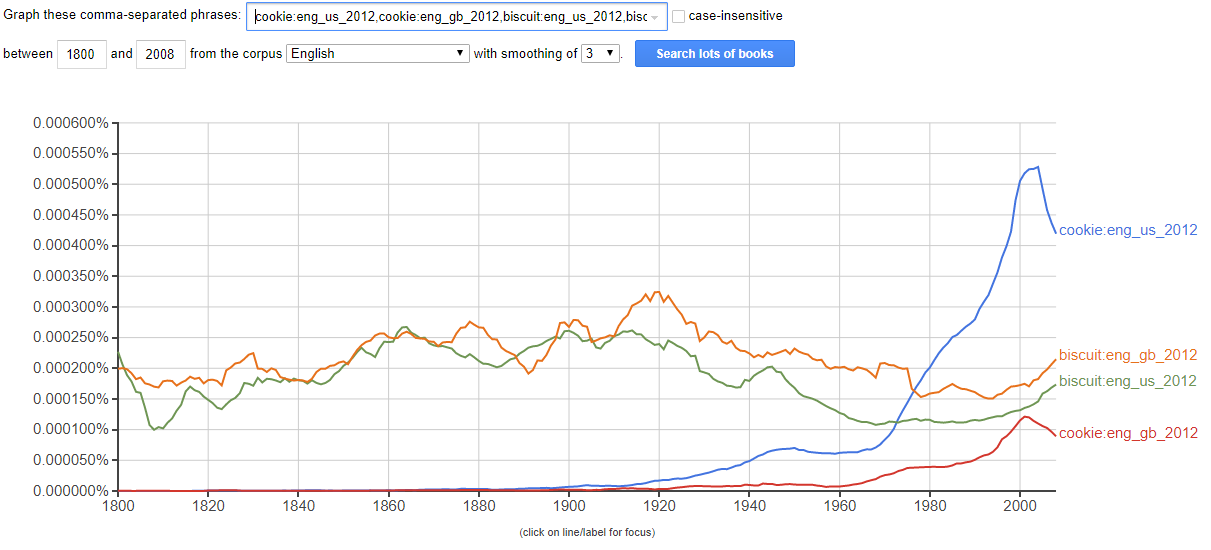 Graph these comma-separated phrases: cookie:eng_us_2012,cookie:eng_gb_2012,biscuit:eng_us_2012,bisc case-insensitive
between 1800 and 2008 from the corpus English with smoothing of 3 . Search lots of books
0.000600%
0.000550%
0.000500%
0.000450%
0.000400%
0.000350%
0.000300%
0.000250%
0.000200%
0.000150%
0.000100%
0.000050%
0.000000%
cookie:eng_us_2012
biscuit:eng_gb_2012
biscuit:eng_us_2012
cookie:eng_gb_2012
1800 1820 1840 1860 1880 1900 1920 1940 1960 1980 2000
(click on line/label for focus)